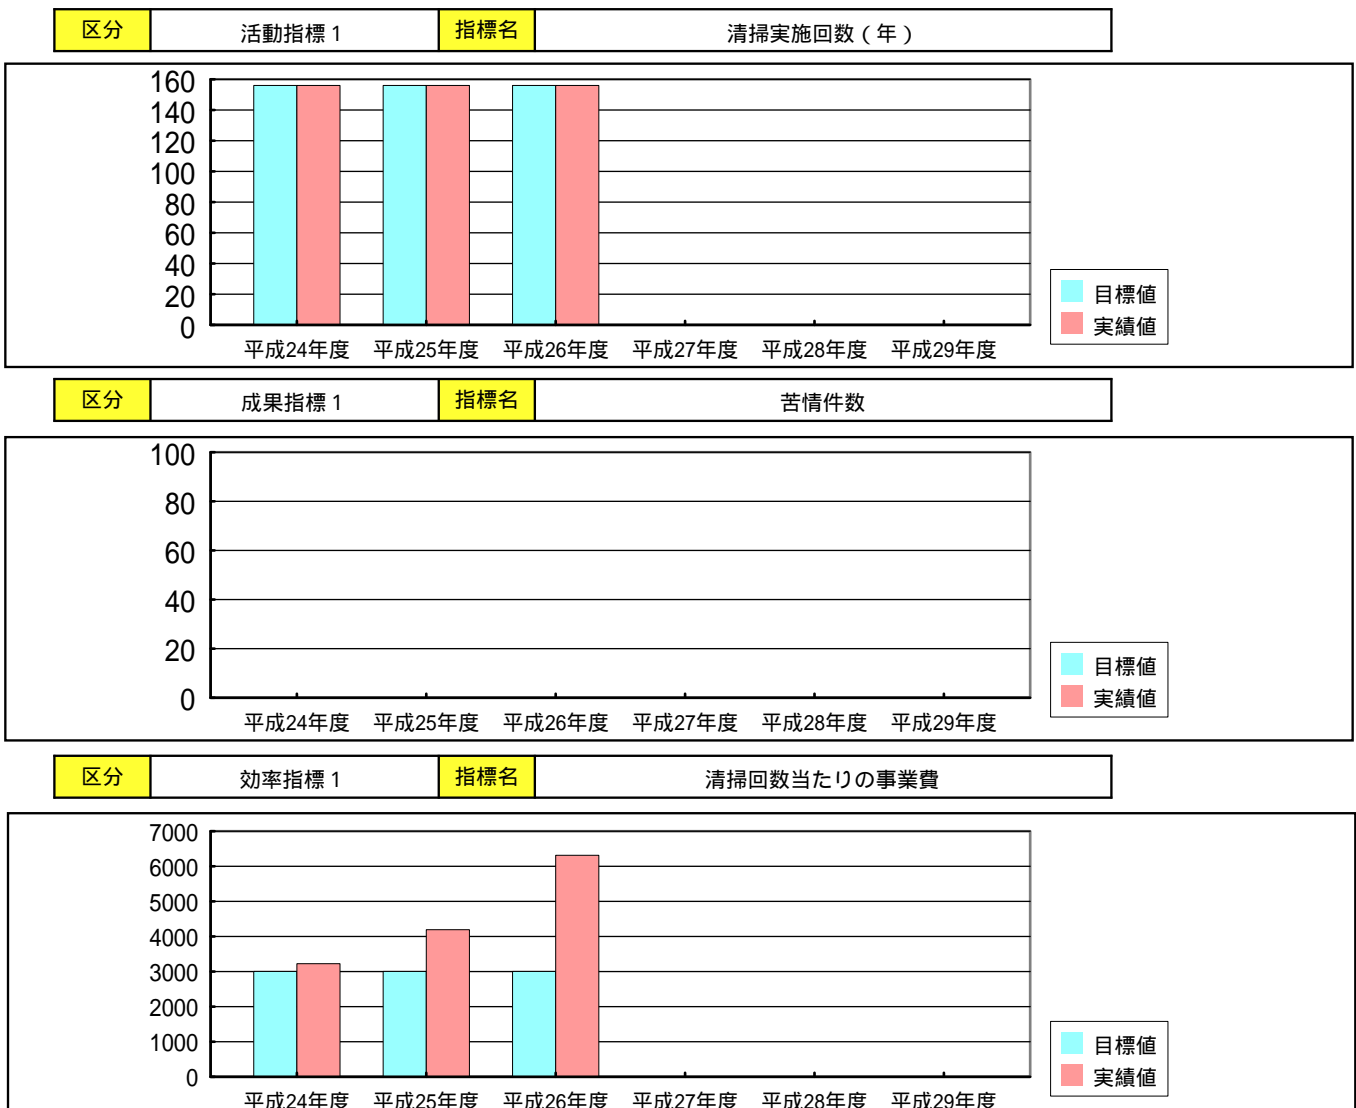 区分 活動指標1 指標名 清掃実施回数(年)
160
140
120
100
80
60
40
20
0
平成24年度 平成25年度 平成26年度 平成27年度 平成28年度 平成29年度
目標値
実績値
区分 成果指標1 指標名 苦情件数
100
80
60
40
20
0
平成24年度 平成25年度 平成26年度 平成27年度 平成28年度 平成29年度
目標値
実績値
区分 効率指標1 指標名 清掃回数当たりの事業費
7000
6000
5000
4000
3000
2000
1000
0
平成24年度 平成25年度 平成26年度 平成27年度 平成28年度 平成29年度
目標値
実績値